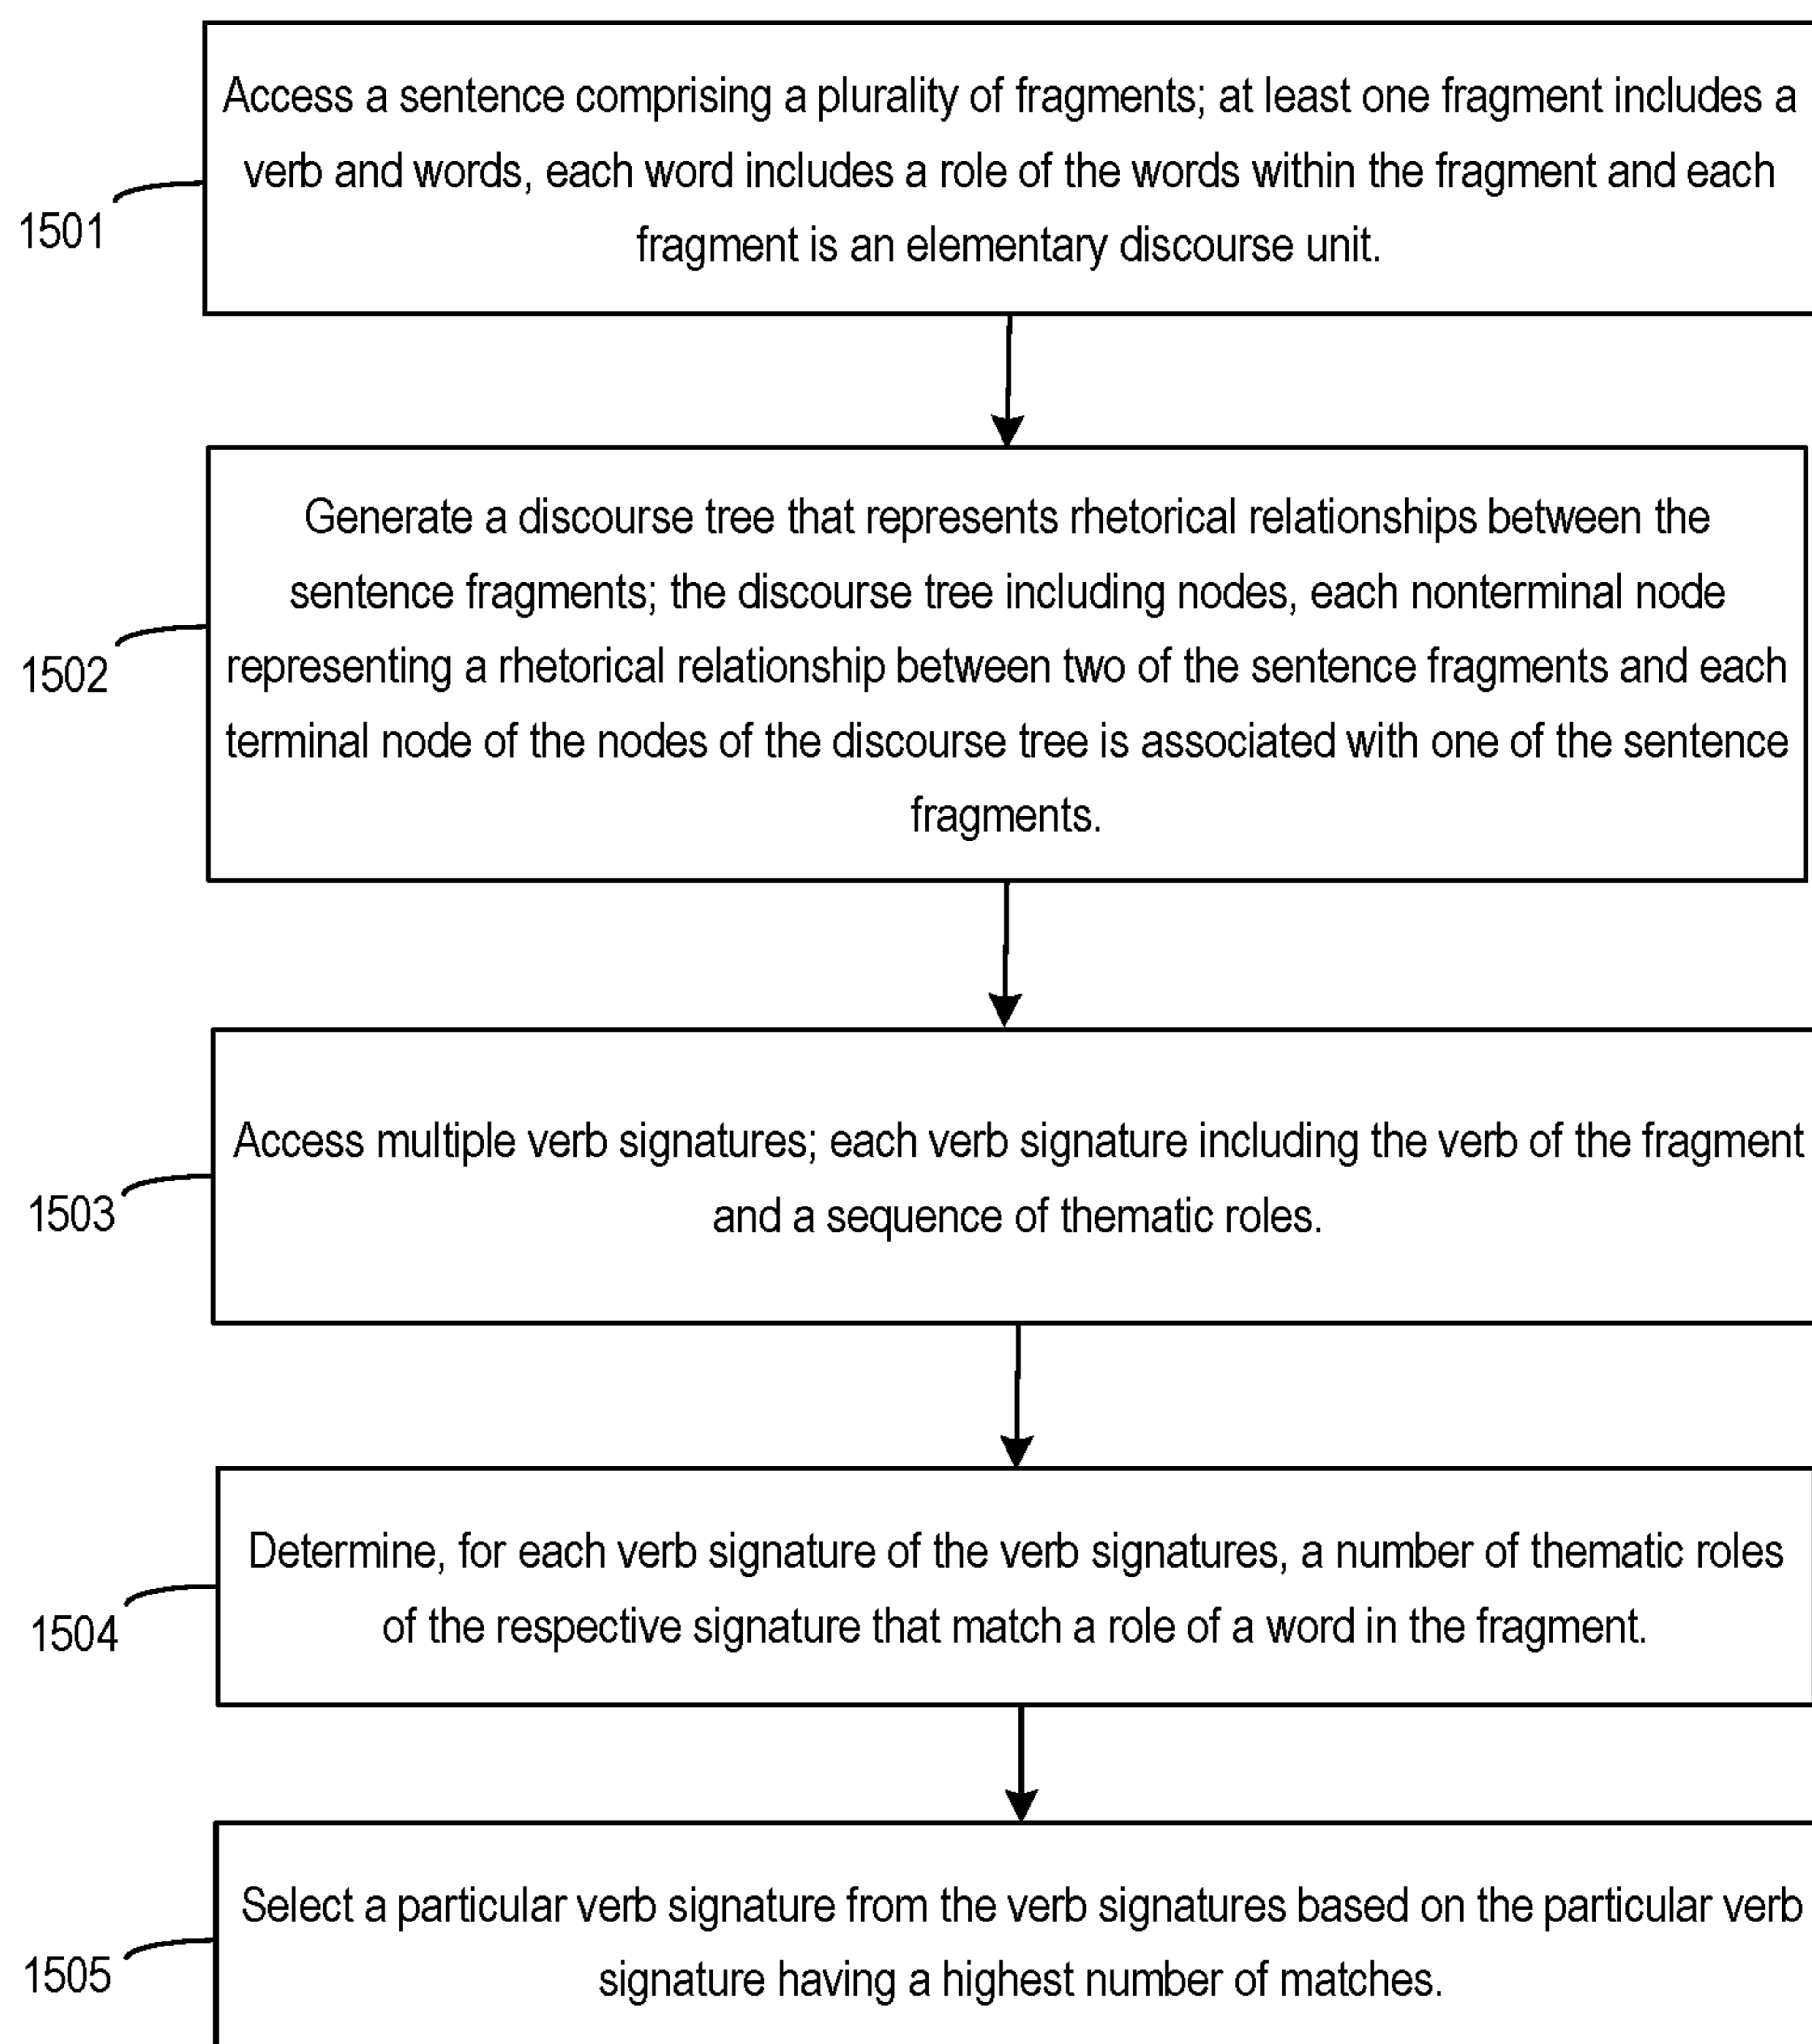 Access a sentence comprising a plurality of fragments; at least one fragment includes a
verb and words, each word includes a role of the words within the fragment and each
fragment is an elementary discourse unit.
1501
Generate a discourse tree that represents rhetorical relationships between the
sentence fragments; the discourse tree including nodes, each nonterminal node
representing a rhetorical relationship between two of the sentence fragments and each
terminal node of the nodes of the discourse tree is associated with one of the sentence
fragments.
1502
Access multiple verb signatures; each verb signature including the verb of the fragment
and a sequence of thematic roles.
1503
Determine, for each verb signature of the verb signatures, a number of thematic roles
of the respective signature that match a role of a word in the fragment.
1504
Select a particular verb signature from the verb signatures based on the particular verb
signature having a highest number of matches.
1505